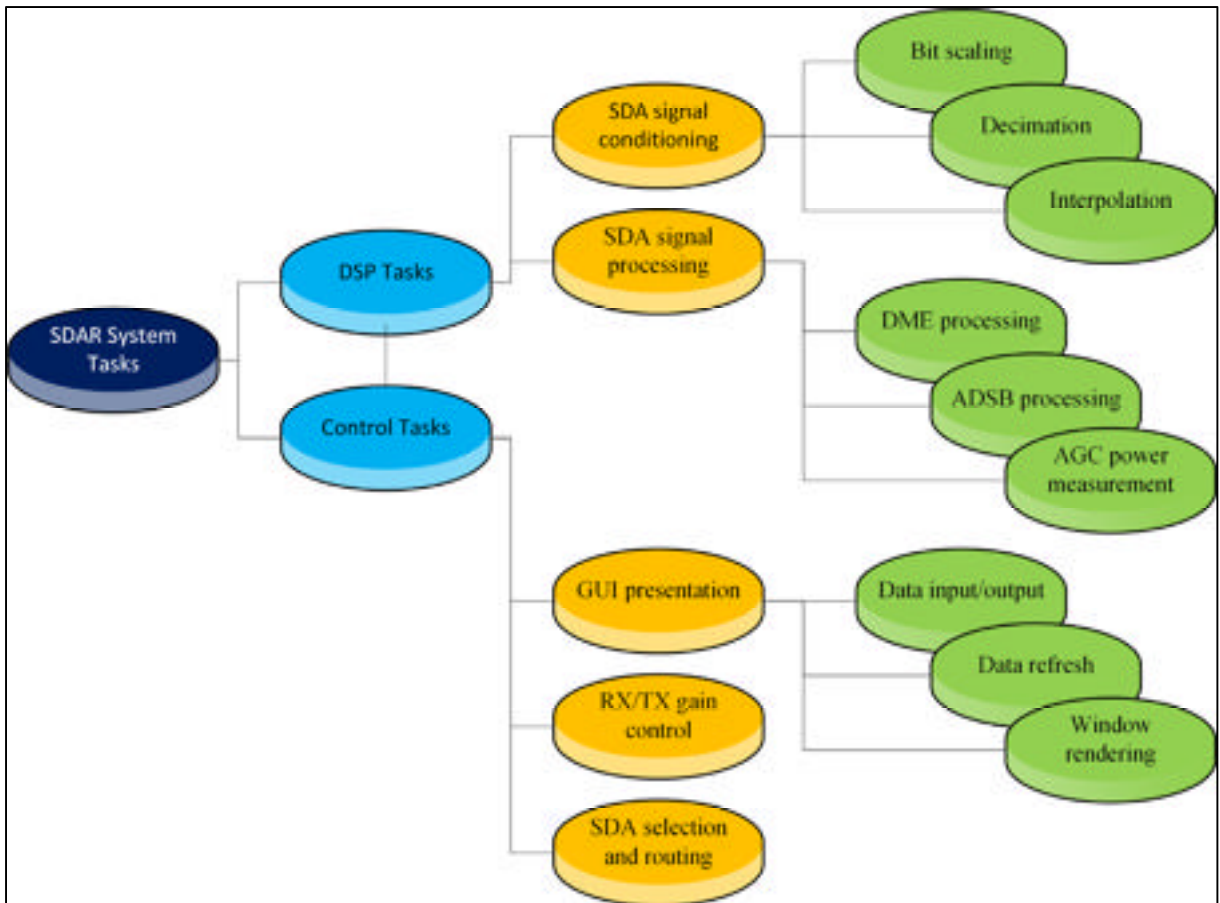 SDAR System
Tasks
DSP Tasks
Control Tasks
SDA signal
conditioning
SDA signal
processing
GUI presentation
RX/TX gain
control
SDA selection
and routing
Bit scaling
Decimation
Interpolation
DME processing
ADSB processing
AGC power
measurement
Data input/output
Data refresh
Window
rendering